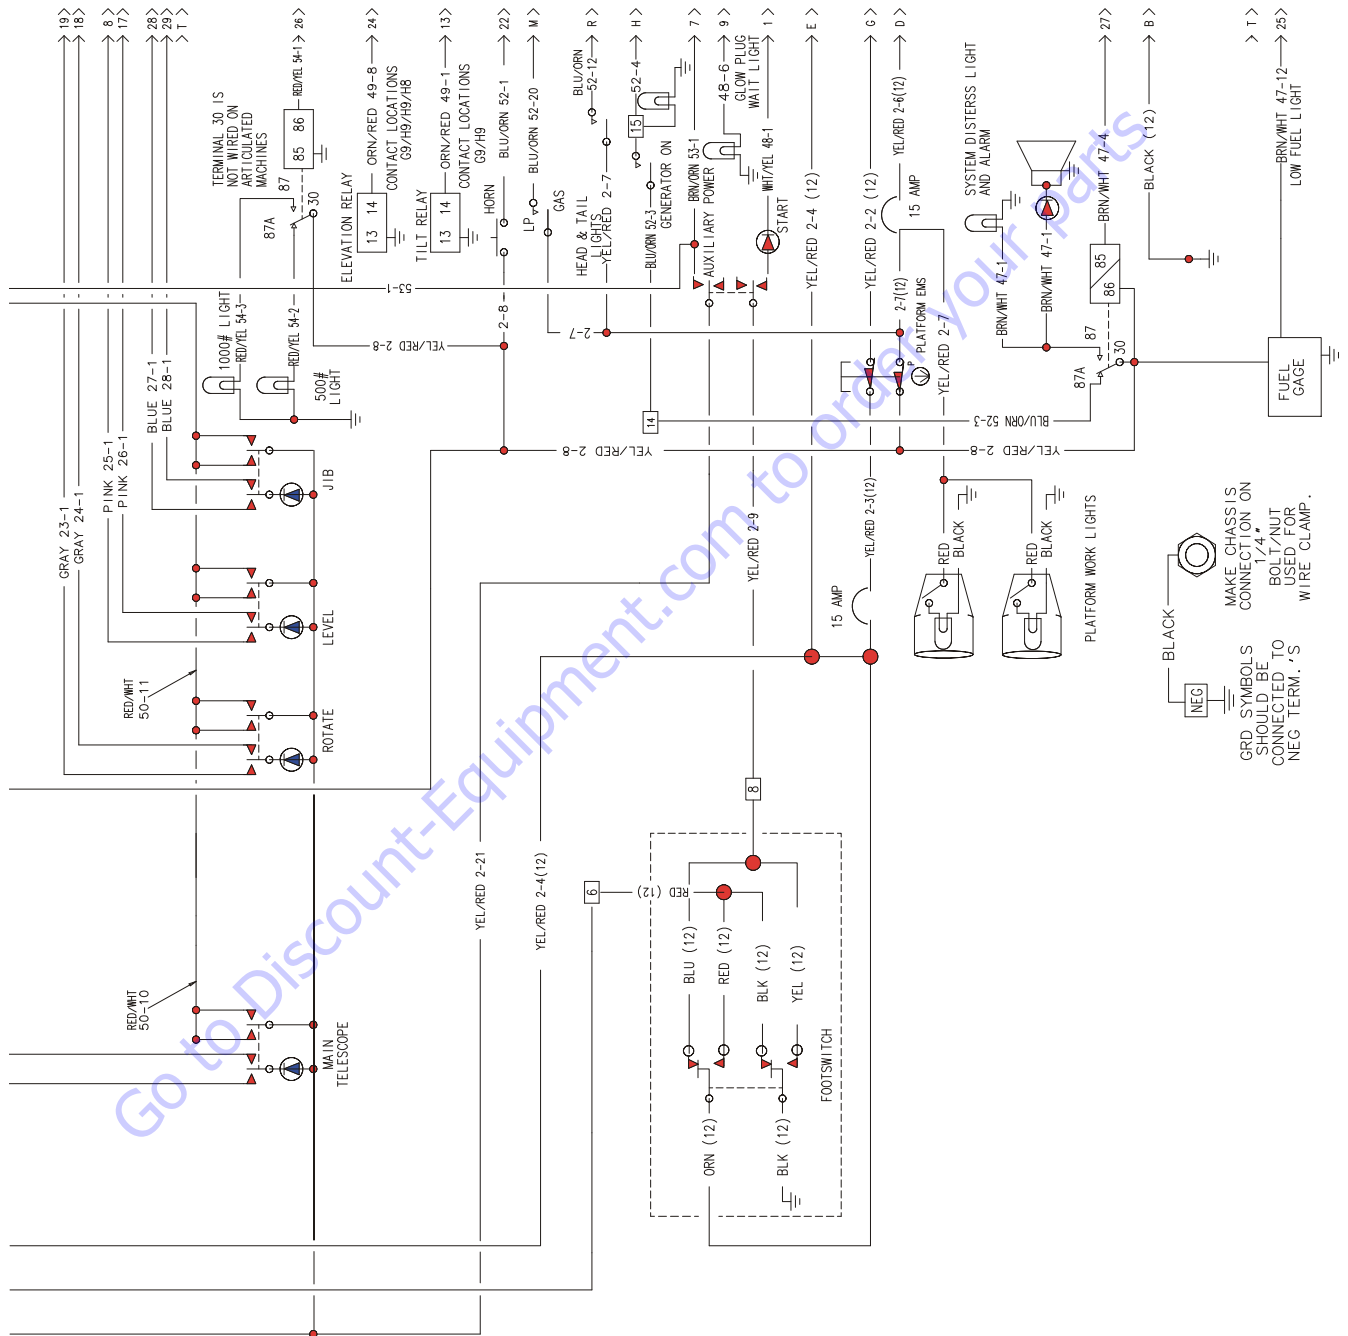 19
18
8
17
28
29
T
26
24
13
22
M
R
H
7
9
1
E
G
D
27
B
T
25
RED/YEL 54-1
TERMINAL 30 IS
NOT WIRED ON
ARTICULATED
MACHINES
85 86
87
87A
30
ORN/RED 49-8
CONTACT LOCATIONS
G9/H9/H9/H8
13 14
ELEVATION RELAY
ORN/RED 49-1
CONTACT LOCATIONS
G9/H9
13 14
TILT RELAY
BLU/ORN 52-1
HORN
BLU/ORN 52-20
LP
GAS
BLU/ORN
52-12
HEAD & TAIL
LIGHTS
YEL/RED 2-7
52-4
15
BLU/ORN 52-3
GENERATOR ON
BRN/ORN 53-1
AUXILIARY POWER
48-6
GLOW PLUG
WAIT LIGHT
WHT/YEL 48-1
START
YEL/RED 2-4 (12)
YEL/RED 2-2 (12)
YEL/RED 2-6(12)
15 AMP
SYSTEM DISTERSS LIGHT
AND ALARM
BRN/WHT 47-4
BLACK (12)
BRN/WHT 47-12
LOW FUEL LIGHT
BRN/WHT 47-1
BRN/WHT 47-1
85
86
87
87A
30
53-1
1000# LIGHT
RED/YEL 54-3
RED/YEL 54-2
500#
LIGHT
YEL/RED 2-8
2-8
2-7
2-7(12)
PLATFORM EMS
P
YEL/RED 2-7
FUEL
GAGE
14
BLU/ORN 52-3
YEL/RED 2-8
YEL/RED 2-8
BLUE 27-1
BLUE 28-1
PINK 25-1
PINK 26-1
GRAY 23-1
GRAY 24-1
JIB
LEVEL
ROTATE
MAIN
TELESCOPE
RED/WHT
50-11
RED/WHT
50-10
YEL/RED 2-9
YEL/RED 2-3(12)
15 AMP
RED
BLACK
RED
BLACK
PLATFORM WORK LIGHTS
BLACK
MAKE CHASSIS
CONNECTION ON
1/4"
BOLT/NUT
USED FOR
WIRE CLAMP.
NEG
GRD SYMBOLS
SHOULD BE
CONNECTED TO
NEG TERM.'S
YEL/RED 2-21
YEL/RED 2-4(12)
6
RED (12)
8
BLU (12)
RED (12)
BLK (12)
YEL (12)
ORN (12)
BLK (12)
FOOTSWITCH
Go to Discount-Equipment.com to order your parts